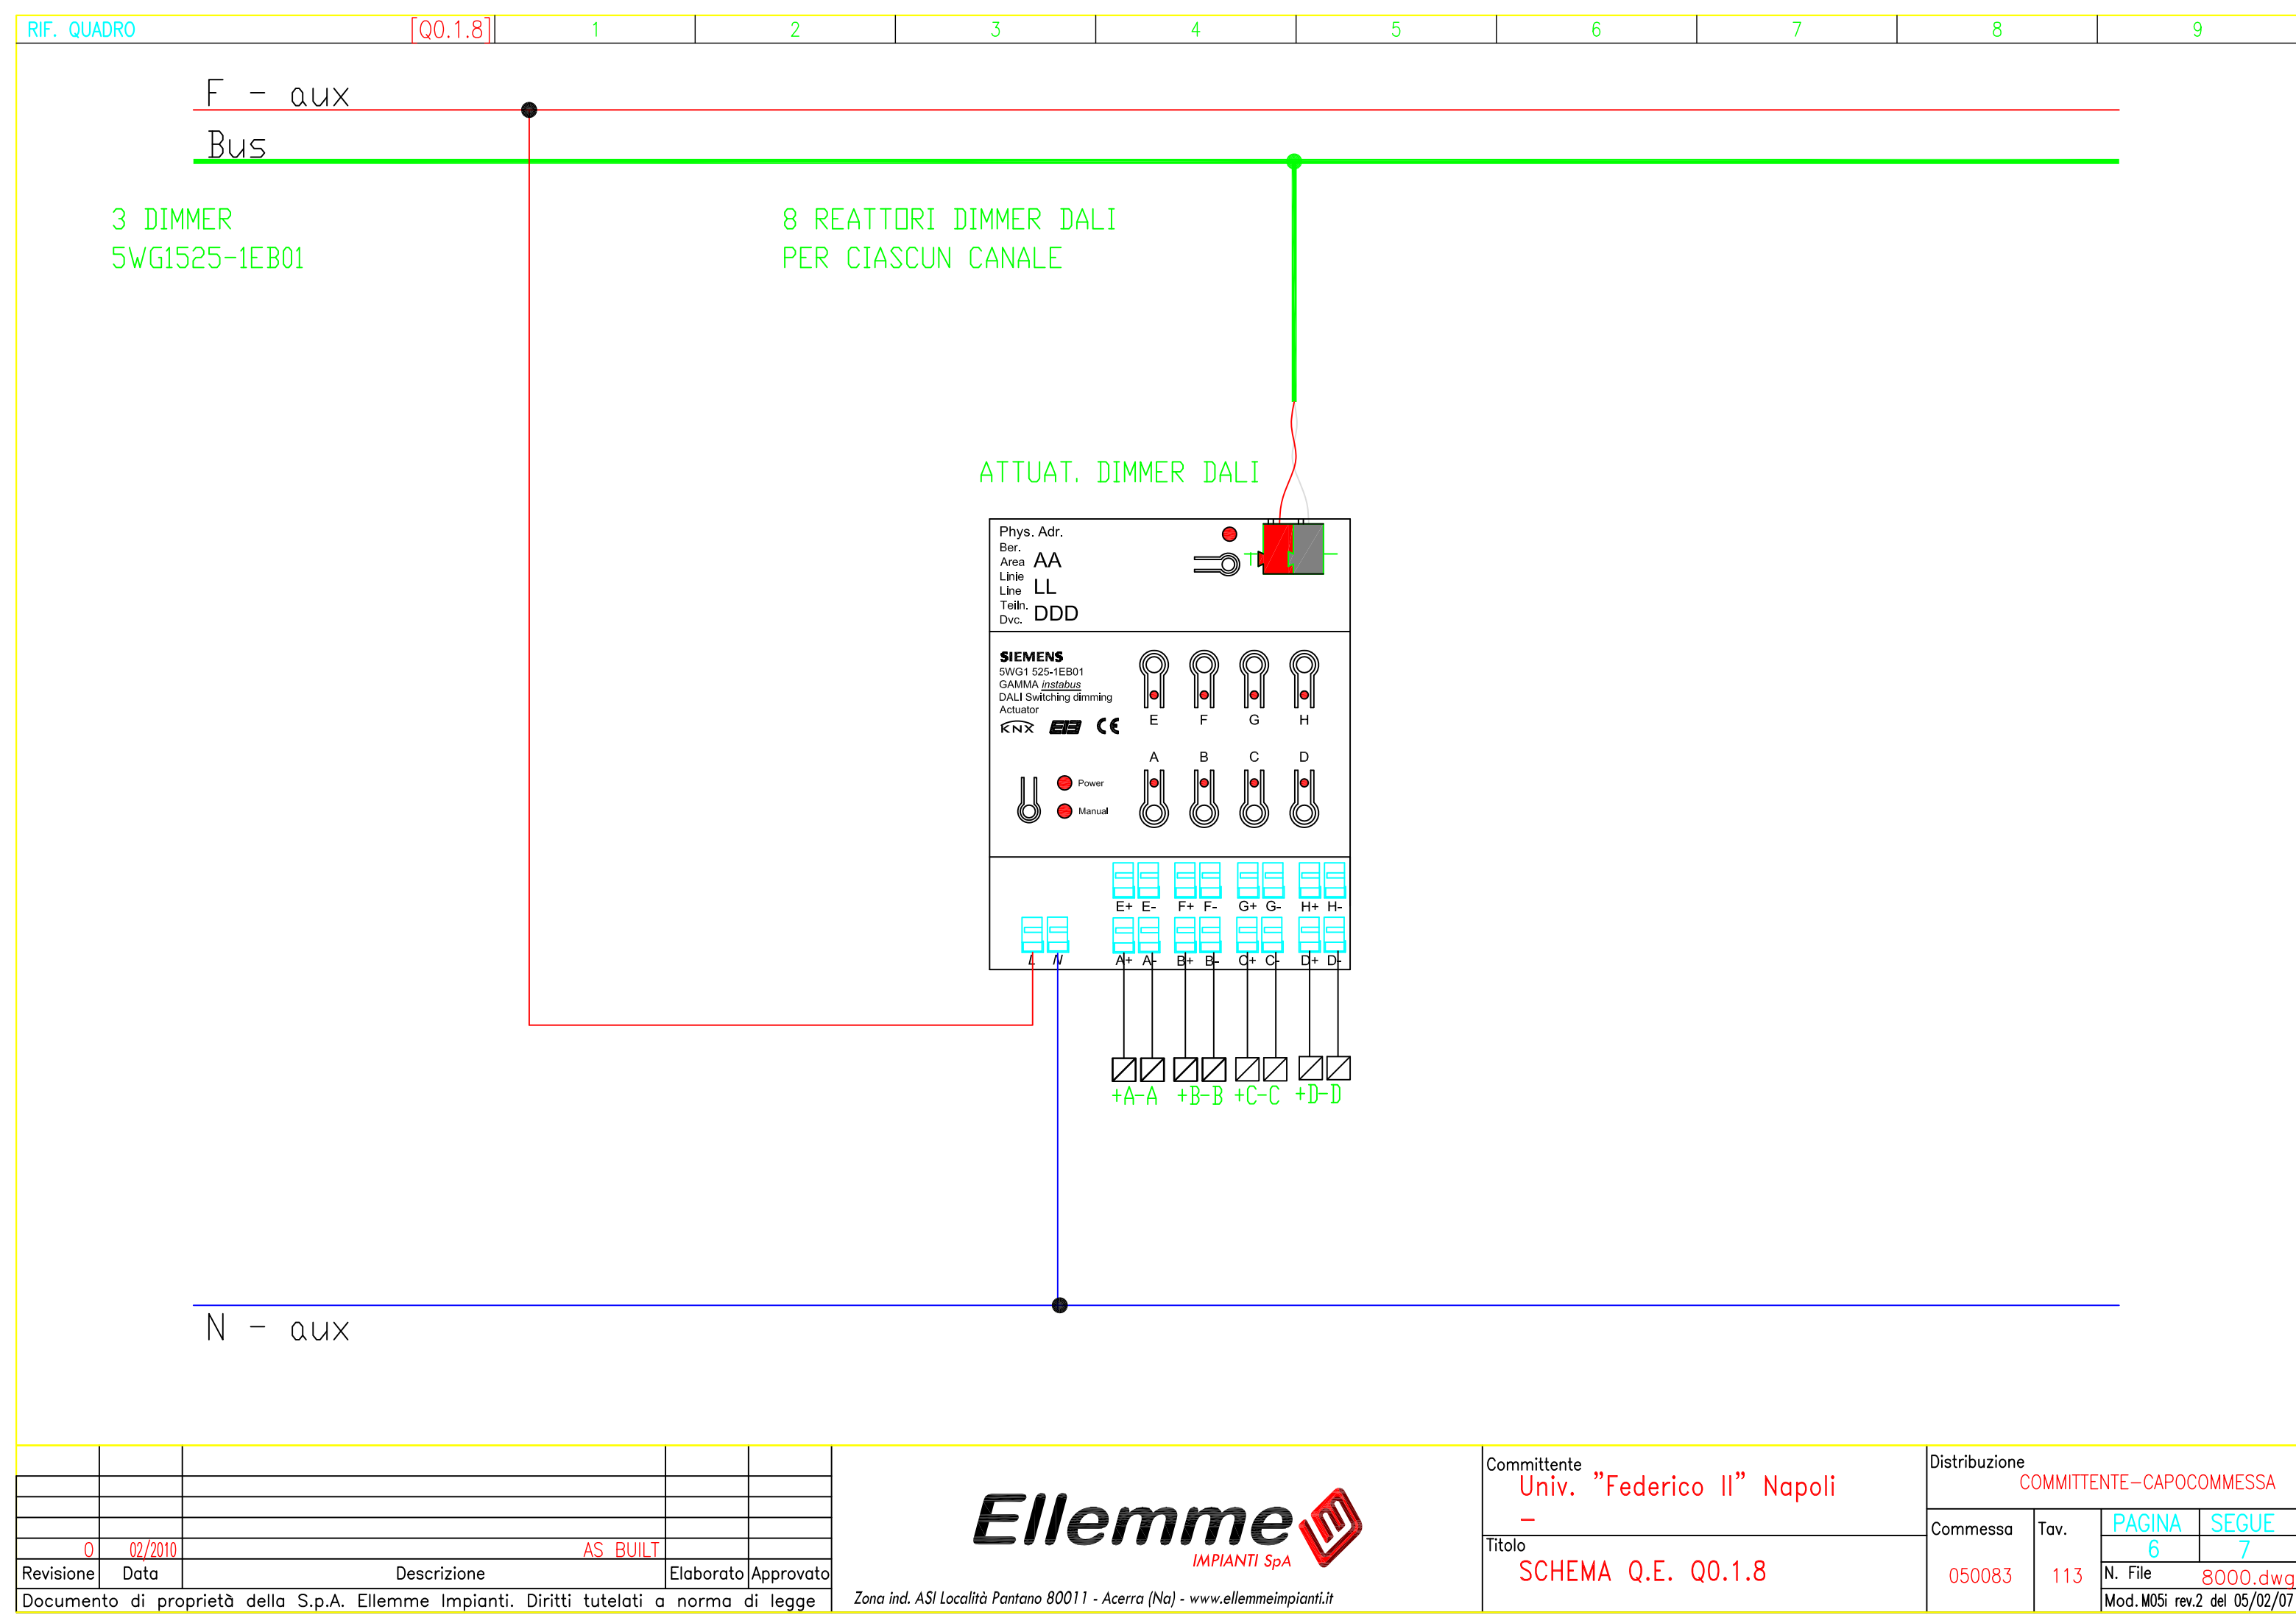 RIF. QUADRO [Q0.1.8] 1 2 3 4 5 6 7 8 9
F - aux
Bus
3 DIMMER
5WG1525-1EB01
8 REATTORI DIMMER DALI
PER CIASCUN CANALE
ATTUAT. DIMMER DALI
Phys. Adr.
Ber.
Area AA
Linie
Line LL
Teiln.
Dvc. DDD
SIEMENS
5WG1 525-1EB01
GAMMA instabus
DALI Switching dimming
Actuator
KNX EIB CE
E F G H
A B C D
Power
Manual
E+ E- F+ F- G+ G- H+ H-
L N A+ A- B+ B- C+ C- D+ D-
+A-A +B-B +C-C +D-D
N - aux
0 02/2010 AS BUILT
Revisione Data Descrizione Elaborato Approvato
Documento di proprietà della S.p.A. Ellemme Impianti. Diritti tutelati a norma di legge
Ellemme
IMPIANTI SpA
Zona ind. ASI Località Pantano 80011 - Acerra (Na) - www.ellemmeimpianti.it
Committente
Univ. "Federico II" Napoli
-
Titolo
SCHEMA Q.E. Q0.1.8
Distribuzione
COMMITTENTE-CAPOCOMMESSA
Commessa
050083
Tav.
113
PAGINA SEGUE
6 7
N. File 8000.dwg
Mod. M05i rev.2 del 05/02/07